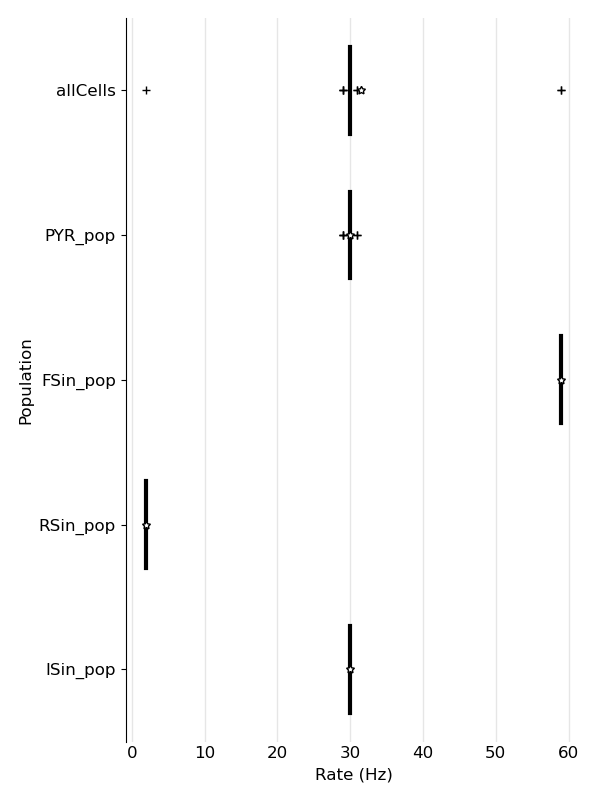 allCells
PYR_pop
FSin_pop
RSin_pop
ISin_pop
Population
0 10 20 30 40 50 60
Rate (Hz)